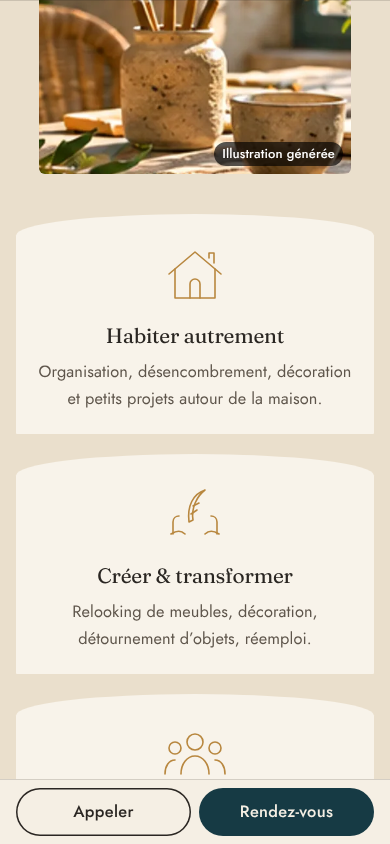 Illustration générée
Habiter autrement
Organisation, désencombrement, décoration
et petits projets autour de la maison.
Créer & transformer
Relooking de meubles, décoration,
détournement d’objets, réemploi.
Appeler
Rendez-vous